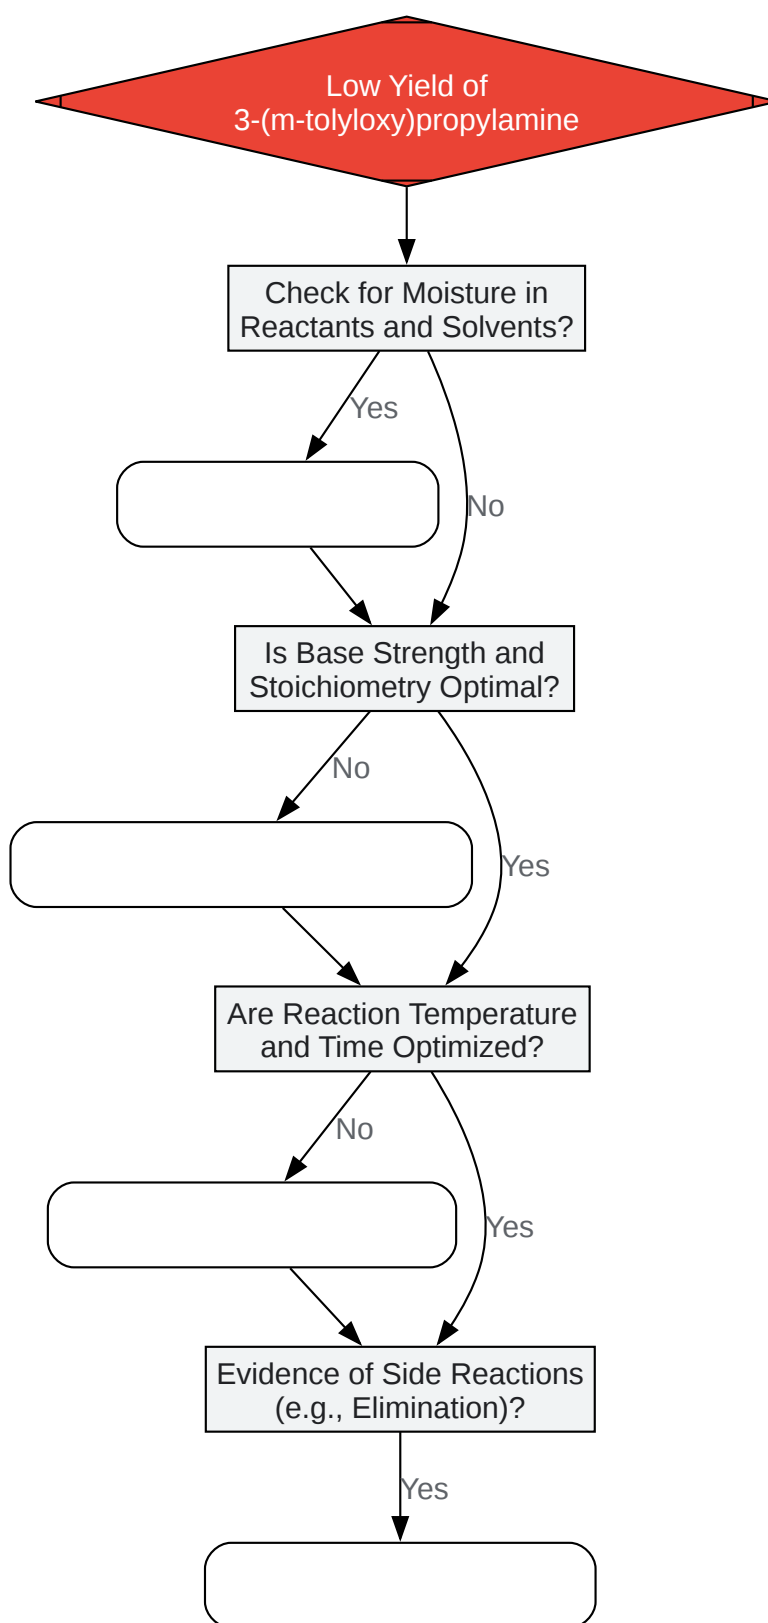 Low Yield of
3-(m-tolyloxy)propylamine
Check for Moisture in
Reactants and Solvents?
Yes
No
Is Base Strength and
Stoichiometry Optimal?
No
Yes
Are Reaction Temperature
and Time Optimized?
No
Yes
Evidence of Side Reactions
(e.g., Elimination)?
Yes